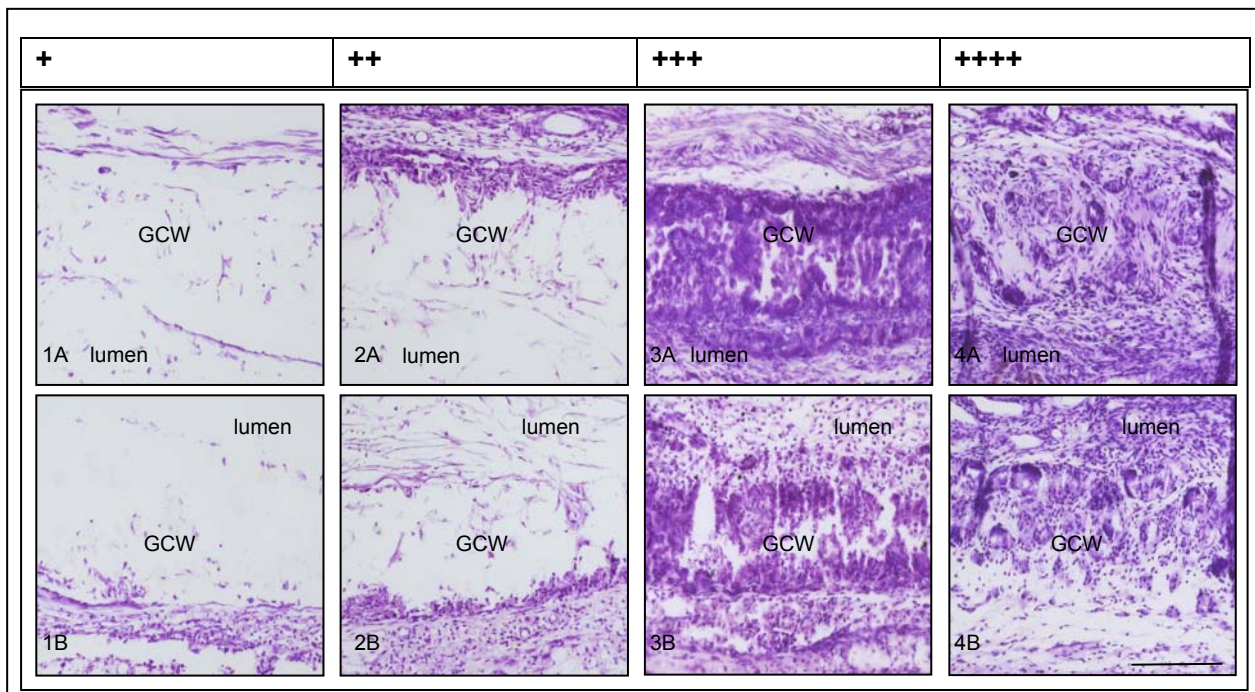 + ++ +++ ++++
GCW GCW GCW GCW
1A lumen 2A lumen 3A lumen 4A lumen
lumen lumen lumen lumen
GCW GCW GCW GCW
1B 2B 3B 4B